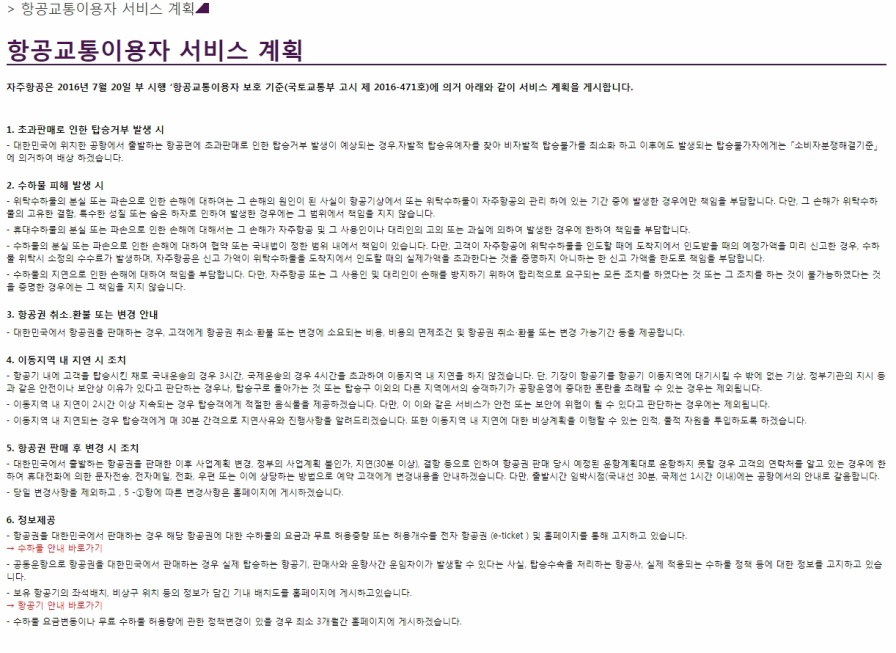 > 항공교통이용자 서비스 계획
항공교통이용자 서비스 계획
자주항공은 2016년 7월 20일 부 시행 '항공교통이용자 보호 기준(국토교통부 고시 제 2016-471호)에 의거 아래와 같이 서비스 계획을 게시합니다.
1. 초과판매로 인한 탑승거부 발생 시
- 대한민국에 위치한 공항에서 출발하는 항공편에 초과판매로 인한 탑승거부 발생이 예상되는 경우,자발적 탑승유예자를 찾아 비자발적 탑승불가를 최소화 하고 이후에도 발생되는 탑승불가자에게는 「소비자분쟁해결기준」
에 의거하여 배상 하겠습니다.
2. 수하물 피해 발생 시
- 위탁수하물의 분실 또는 파손으로 인한 손해에 대하여는 그 손해의 원인이 된 사실이 항공기상에서 또는 위탁수하물이 자주항공의 관리 하에 있는 기간 중에 발생한 경우에만 책임을 부담합니다. 다만, 그 손해가 위탁수하
물의 고유한 결함, 특수한 성질 또는 숨은 하자로 인하여 발생한 경우에는 그 범위에서 책임을 지지 않습니다.
- 휴대수하물의 분실 또는 파손으로 인한 손해에 대해서는 그 손해가 자주항공 및 그 사용인이나 대리인의 고의 또는 과실에 의하여 발생한 경우에 한하여 책임을 부담합니다.
- 수하물의 분실 또는 파손으로 인한 손해에 대하여 협약 또는 국내법이 정한 범위 내에서 책임이 있습니다. 다만, 고객이 자주항공에 위탁수하물을 인도할 때에 도착지에서 인도받을 때의 예정가액을 미리 신고한 경우, 수하
물 위탁시 소정의 수수료가 발생하며, 자주항공은 신고 가액이 위탁수하물을 도착지에서 인도할 때의 실제가액을 초과한다는 것을 증명하지 아니하는 한 신고 가액을 한도로 책임을 부담합니다.
- 수하물의 지연으로 인한 손해에 대하여 책임을 부담합니다. 다만, 자주항공 또는 그 사용인 및 대리인이 손해를 방지하기 위하여 합리적으로 요구되는 모든 조치를 하였다는 것 또는 그 조치를 하는 것이 불가능하였다는 것
을 증명한 경우에는 그 책임을 지지 않습니다.
3. 항공권 취소.환불 또는 변경 안내
- 대한민국에서 항공권을 판매하는 경우, 고객에게 항공권 취소·환불 또는 변경에 소요되는 비용, 비용의 면제조건 및 항공권 취소·환불 또는 변경 가능기간 등을 제공합니다.
4. 이동지역 내 지연 시 조치
- 항공기 내에 고객을 탑승시킨 재로 국내운송의 경우 3시간, 국제운송의 경우 4시간을 초과하여 이동지역 내 지연을 하지 않겠습니다. 단, 기장이 항공기를 항공기 이동지역에 대기시킬 수 밖에 없는 기상, 정부기관의 지시 등
과 같은 안전이나 보안상 이유가 있다고 판단하는 경우나, 탑승구로 돌아가는 것 또는 탑승구 이외의 다른 지역에서의 승객하기가 공항운영에 중대한 혼란을 초래할 수 있는 경우는 제외됩니다.
- 이동지역 내 지연이 2시간 이상 지속되는 경우 탑승객에게 적절한 음식물을 제공하겠습니다. 다만, 이 이와 같은 서비스가 안전 또는 보안에 위협이 될 수 있다고 판단하는 경우에는 제외됩니다.
- 이동지역 내 지연되는 경우 탑승객에게 매 30분 간격으로 지연사유와 진행사항을 알려드리겠습니다. 또한 이동지역 내 지연에 대한 비상계획을 이행할 수 있는 인적, 물적 자원을 투입하도록 하겠습니다.
5. 항공권 판매 후 변경 시 조치
- 대한민국에서 출발하는 항공권을 판매한 이후 사업계획 변경, 정부의 사업계획 불인가, 지연(30분 이상), 결항 등으로 인하여 항공권 판매 당시 예정된 운항계획대로 운항하지 못할 경우 고객의 연락처를 알고 있는 경우에 한
하여 휴대전화에 의한 문자전송, 전자메일, 전화, 우편 또는 이에 상당하는 방법으로 예약 고객에게 변경내용을 안내하겠습니다. 다만, 출발시간 임박시점(국내선 30분, 국제선 1시간 이내)에는 공항에서의 안내로 갈음합니다.
- 당일 변경사항을 제외하고 , 5 -①항에 따른 변경사항은 홈페이지에 게시하겠습니다.
6. 정보제공
- 항공권을 대한민국에서 판매하는 경우 해당 항공권에 대한 수하물의 요금과 무료 허용중량 또는 허용개수를 전자 항공권 (e-ticket ) 및 홈페이지를 통해 고지하고 있습니다.
→ 수하물 안내 바로가기
- 공동운항으로 항공권을 대한민국에서 판매하는 경우 실제 탑승하는 항공기, 판매사와 운항사간 운임차이가 발생할 수 있다는 사실, 탑승수속을 처리하는 항공사, 실제 적용되는 수하물 정책 등에 대한 정보를 고지하고 있습
니다.
- 보유 항공기의 좌석배치, 비상구 위치 등의 정보가 담긴 기내 배치도를 홈페이지에 게시하고있습니다.
→ 항공기 안내 바로가기
- 수하물 요금변동이나 무료 수하물 허용량에 관한 정책변경이 있을 경우 최소 3개월간 홈페이지에 게시하겠습니다.